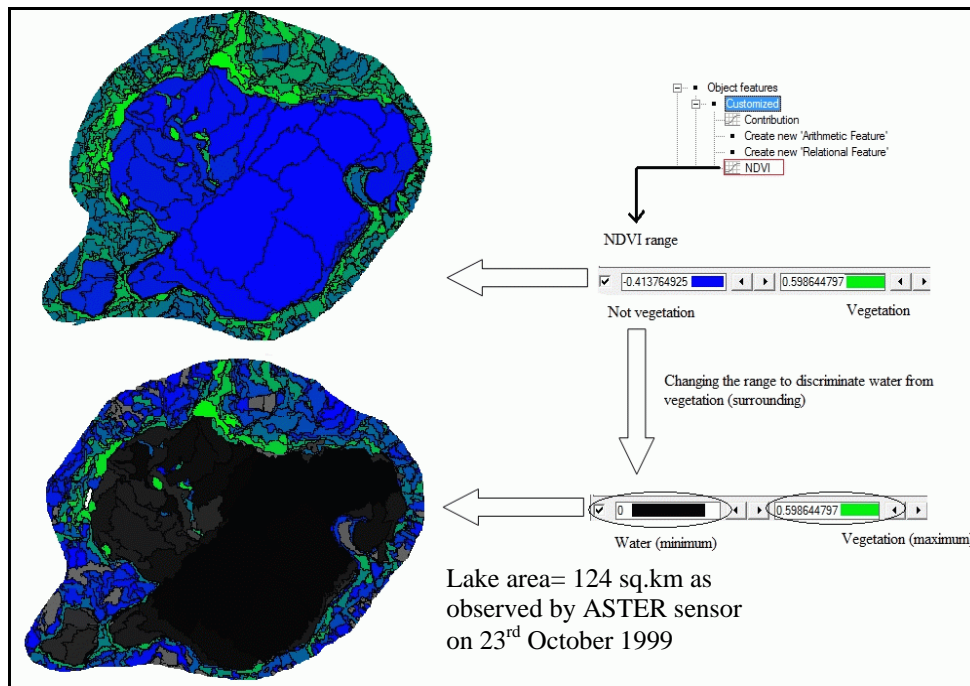 Object features
Customized
Contribution
Create new 'Arithmetic Feature'
Create new 'Relational Feature'
NDVI
NDVI range
-0.413764925 0.598644797
Not vegetation Vegetation
Changing the range to discriminate water from
vegetation (surrounding)
0 0.598644797
Water (minimum) Vegetation (maximum)
Lake area= 124 sq.km as
observed by ASTER sensor
on 23rd October 1999